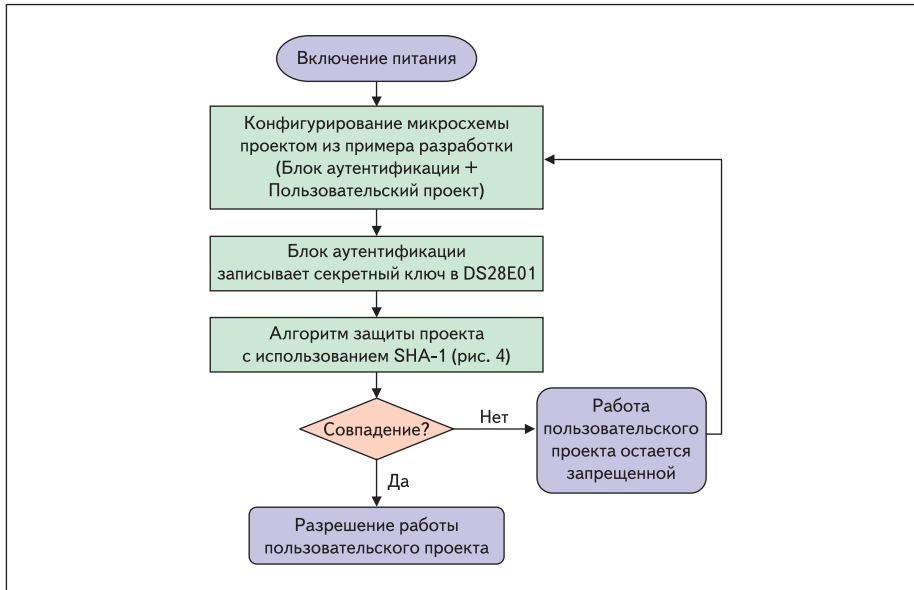 Включение питания
Конфигурирование микросхемы
проектом из примера разработки
(Блок аутентификации +
Пользовательский проект)
Блок аутентификации
записывает секретный ключ в DS28E01
Алгоритм защиты проекта
с использованием SHA-1 (рис. 4)
Совпадение?
Нет
Работа
пользовательского
проекта остается
запрещенной
Да
Разрешение работы
пользовательского проекта